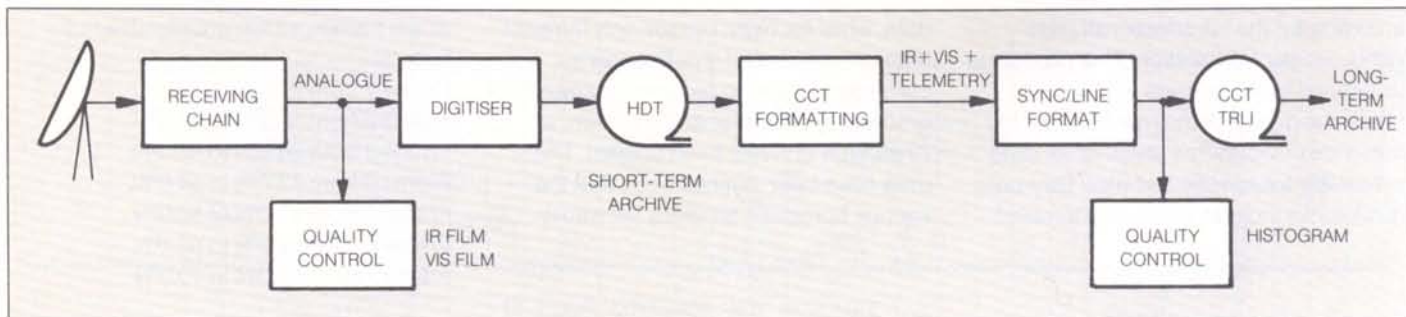 RECEIVING
CHAIN
ANALOGUE
DIGITISER
HDT
SHORT-TERM
ARCHIVE
CCT
FORMATTING
IR + VIS +
TELEMETRY
SYNC/LINE
FORMAT
CCT
TRLI
LONG-
TERM
ARCHIVE
QUALITY
CONTROL
IR FILM
VIS FILM
QUALITY
CONTROL
HISTOGRAM